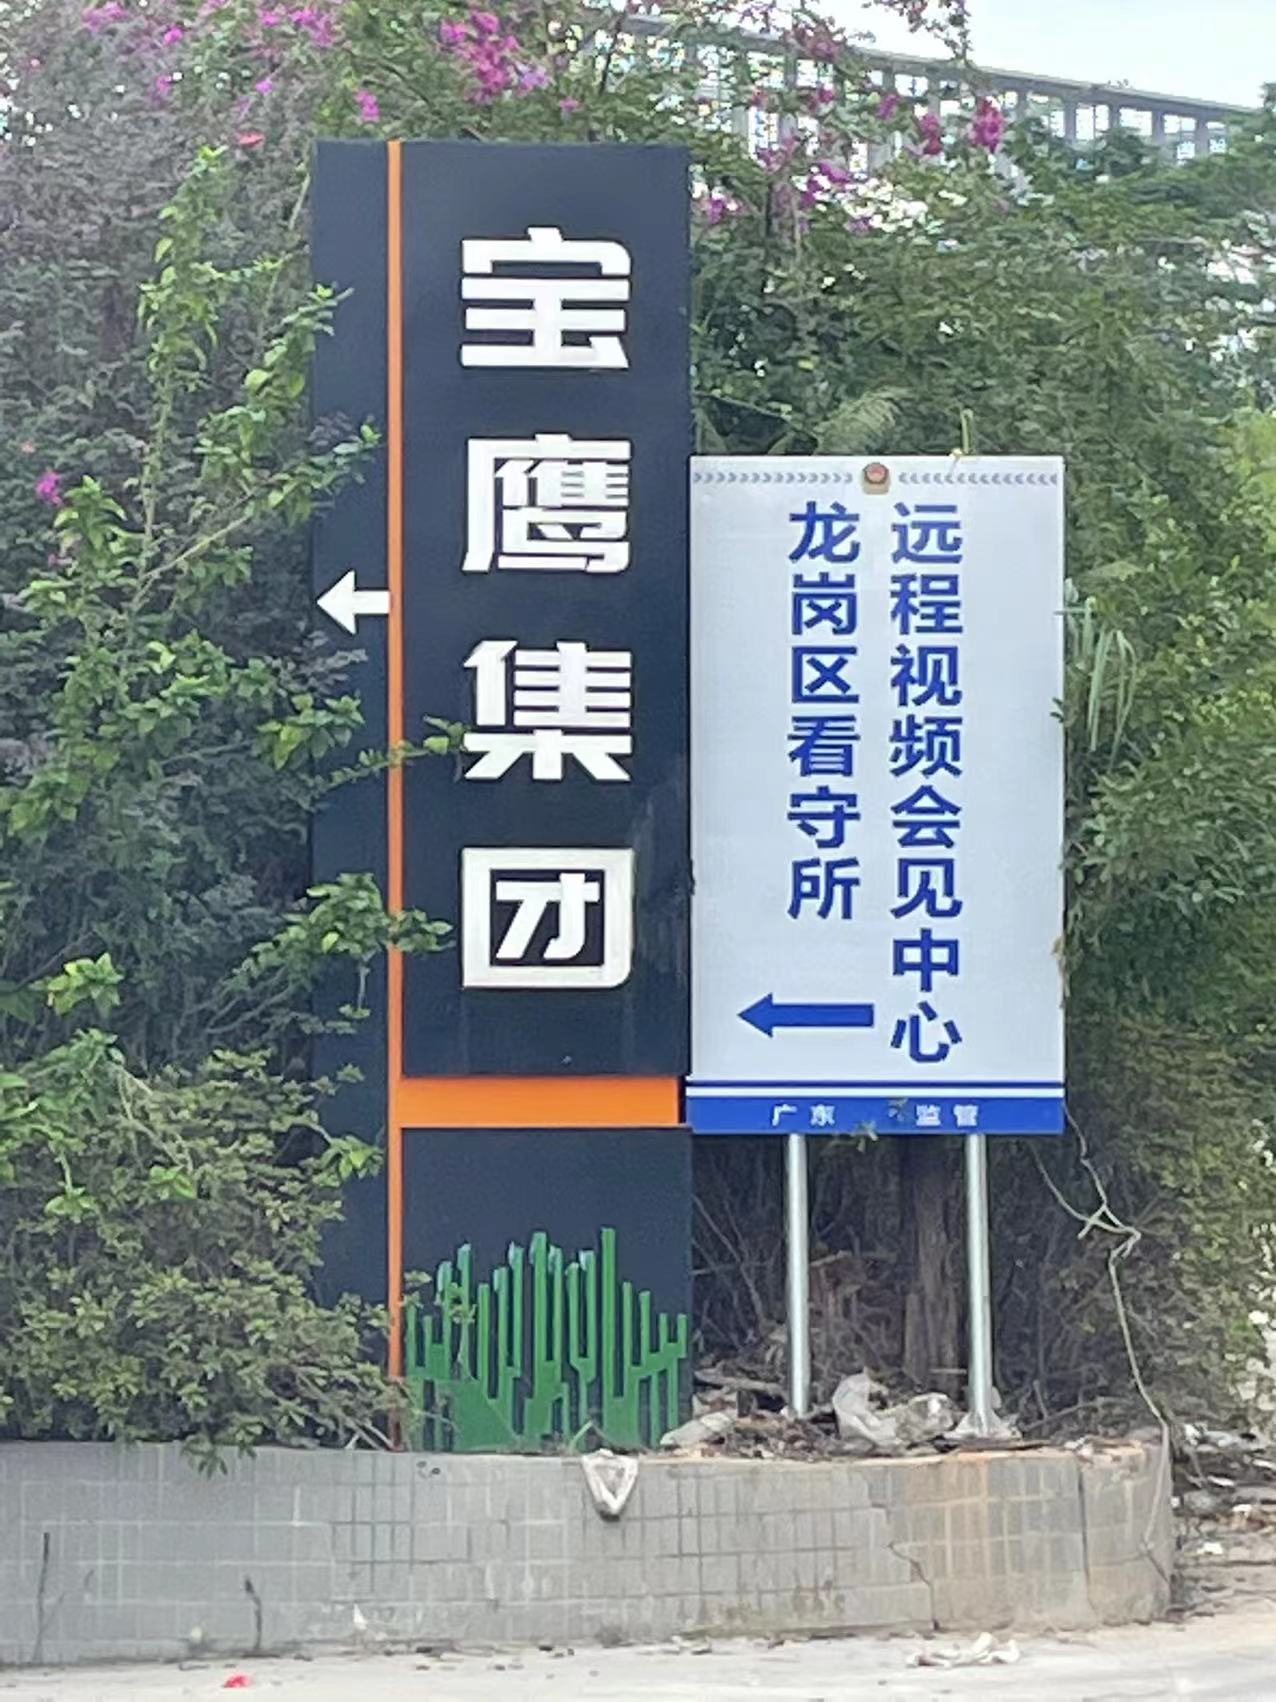 宝鹰集团
龙岗区看守所
远程视频会见中心
广东 监管